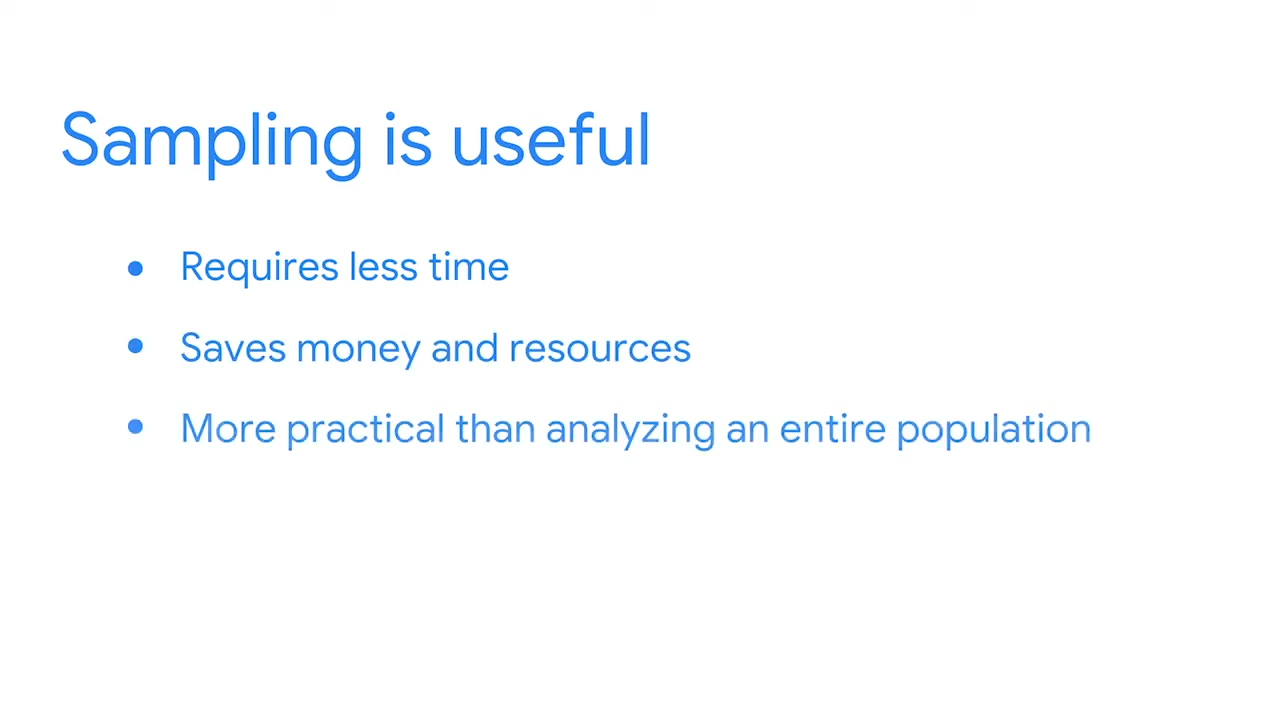 Sampling is useful
• Requires less time
• Saves money and resources
• More practical than analyzing an entire population